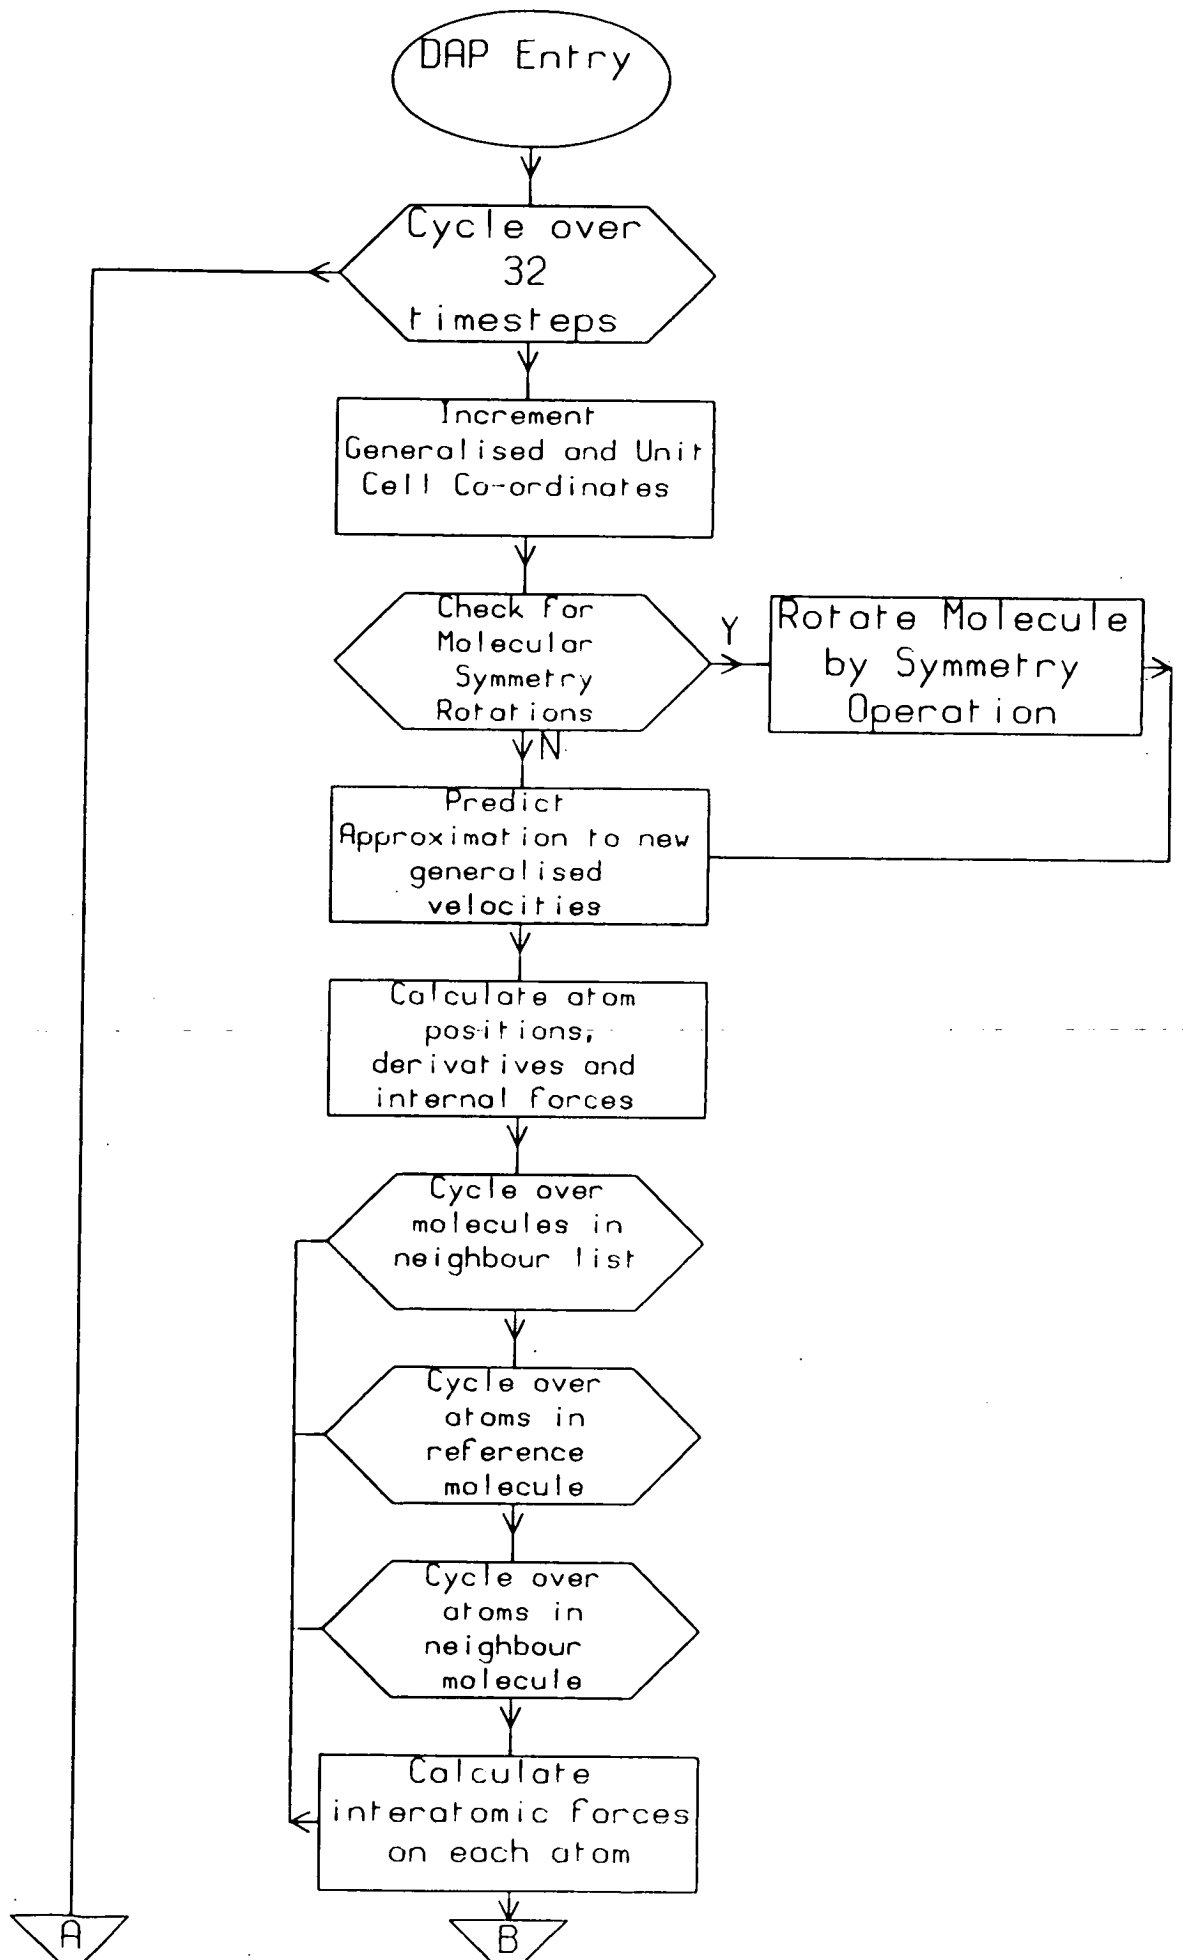 DAP Entry
Cycle over
32
timesteps
Increment
Generalised and Unit
Cell Co-ordinates
Check for
Molecular
Symmetry
Rotations
Y
Rotate Molecule
by Symmetry
Operation
N
Predict
Approximation to new
generalised
velocities
Calculate atom
positions,
derivatives and
internal forces
Cycle over
molecules in
neighbour list
Cycle over
atoms in
reference
molecule
Cycle over
atoms in
neighbour
molecule
Calculate
interatomic forces
on each atom
A
B